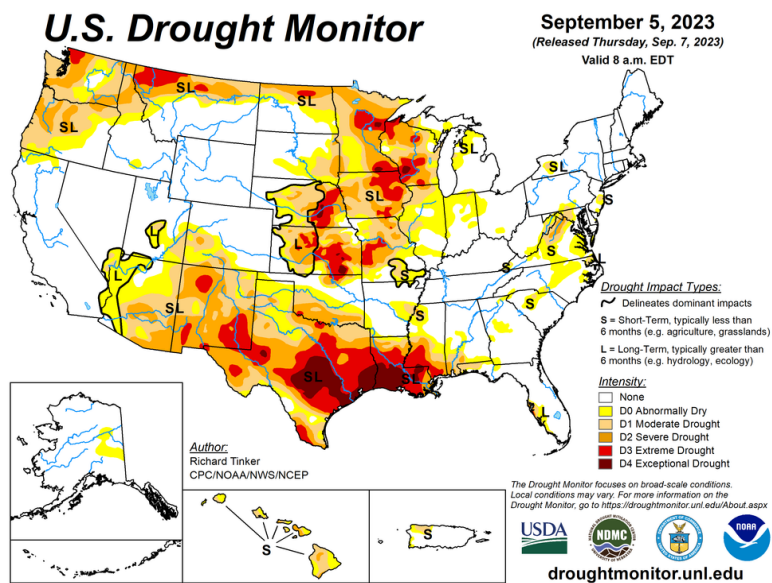 U.S. Drought Monitor
September 5, 2023
(Released Thursday, Sep. 7, 2023)
Valid 8 a.m. EDT
SL
SL
SL
SL
SL
SL
S
SL
L
L
S
S
S
L
SL
S
S
SL
SL
L
Drought Impact Types:
Delineates dominant impacts
S = Short-Term, typically less than
6 months (e.g. agriculture, grasslands)
L = Long-Term, typically greater than
6 months (e.g. hydrology, ecology)
Intensity:
None
D0 Abnormally Dry
D1 Moderate Drought
D2 Severe Drought
D3 Extreme Drought
D4 Exceptional Drought
Author:
Richard Tinker
CPC/NOAA/NWS/NCEP
S
S
The Drought Monitor focuses on broad-scale conditions.
Local conditions may vary. For more information on the
Drought Monitor, go to https://droughtmonitor.unl.edu/About.aspx
USDA
NDMC
NOAA
droughtmonitor.unl.edu